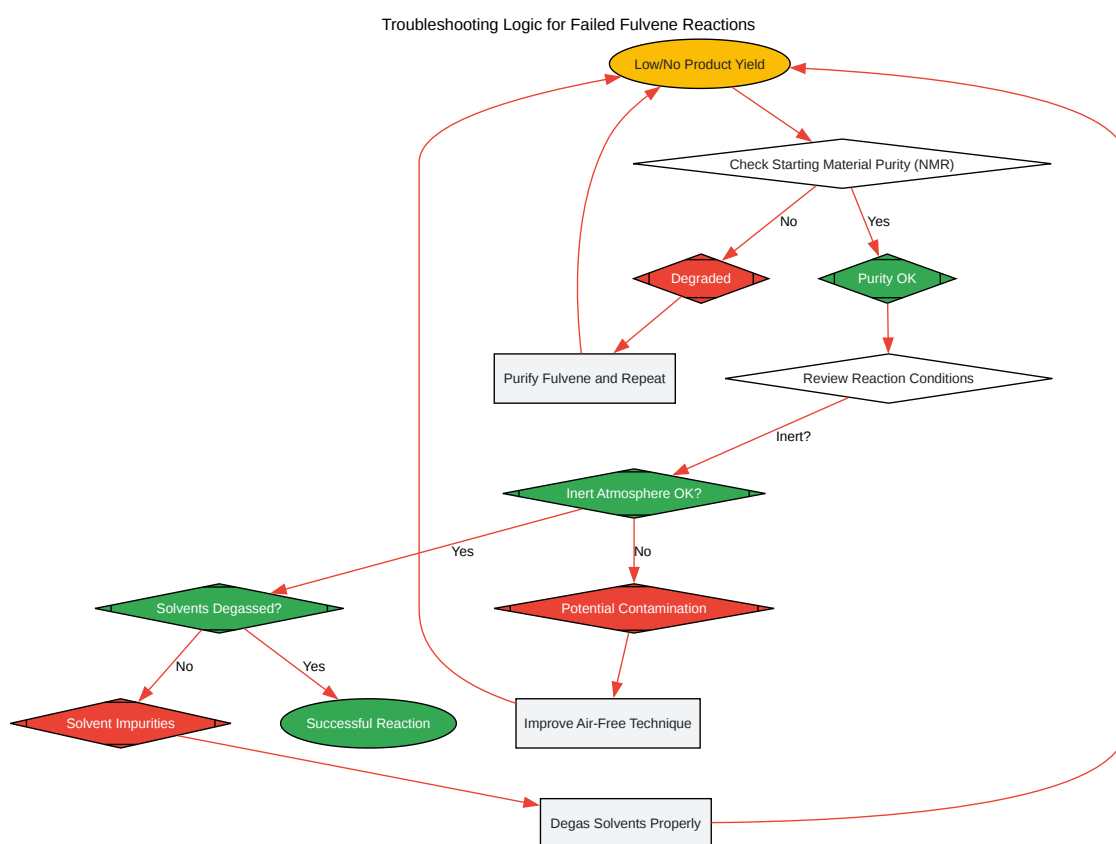 Troubleshooting Logic for Failed Fulvene Reactions
Low/No Product Yield
Check Starting Material Purity (NMR)
No
Yes
Degraded
Purity OK
Purify Fulvene and Repeat
Review Reaction Conditions
Inert?
Inert Atmosphere OK?
Yes
No
Solvents Degassed?
Potential Contamination
No
Yes
Solvent Impurities
Successful Reaction
Improve Air-Free Technique
Degas Solvents Properly